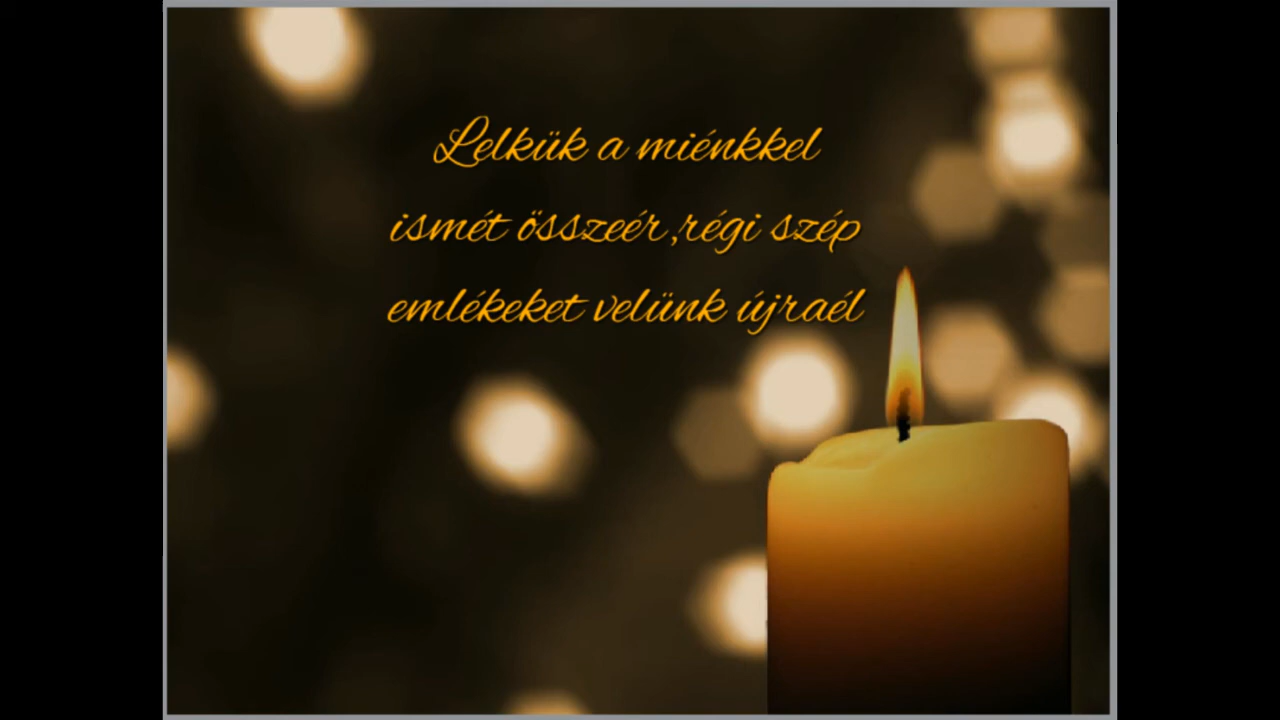 Lelkük a miénkkel
ismét összeér,régi szép
emlékeket velünk újraél